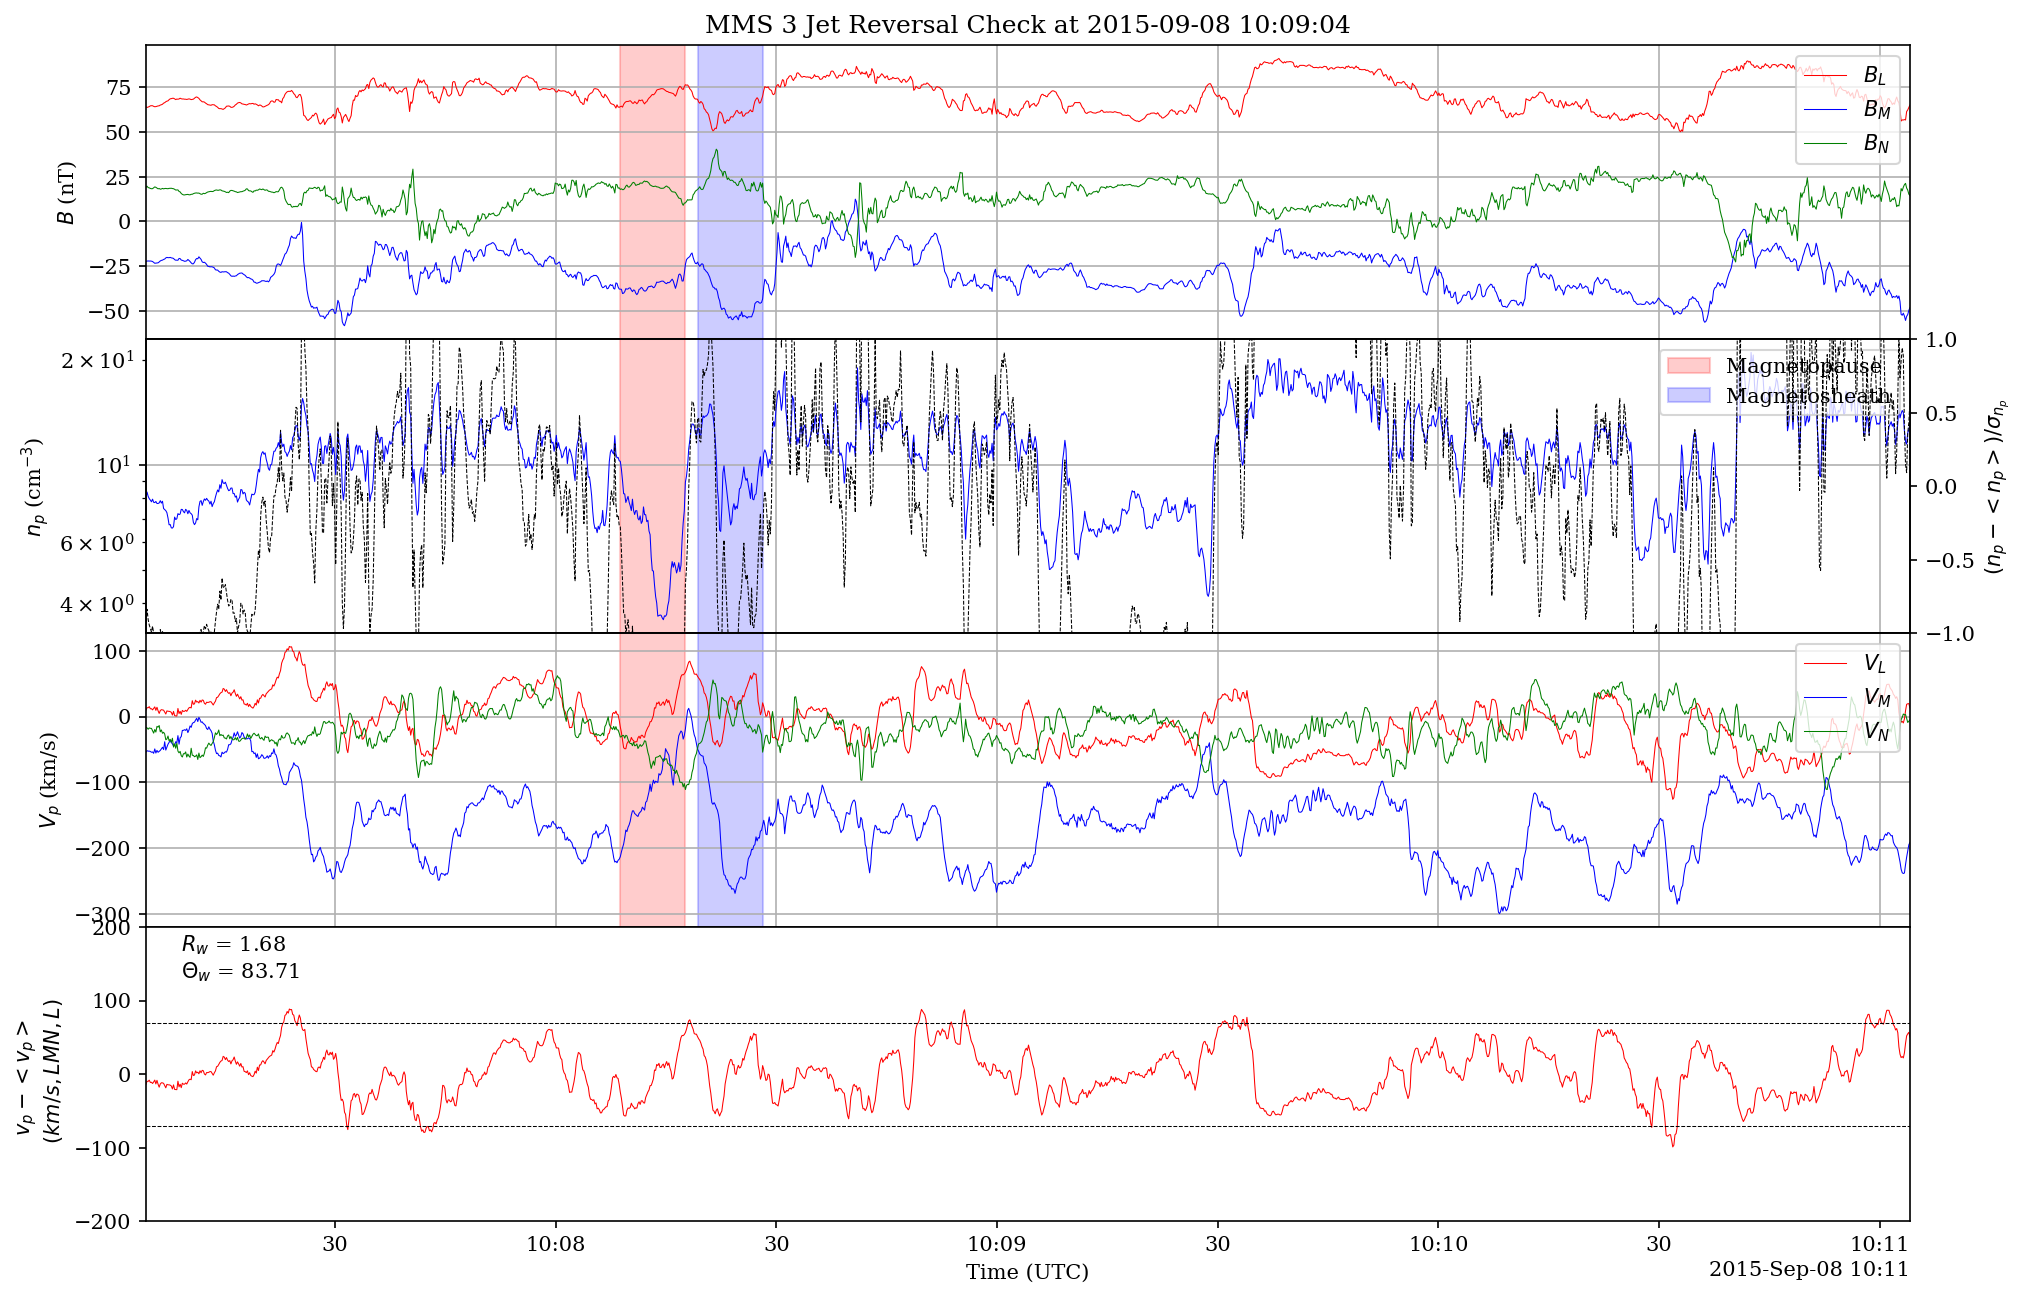 MMS 3 Jet Reversal Check at 2015-09-08 10:09:04
B (nT)
75
50
25
0
−25
−50
B_L
B_M
B_N
n_p (cm^{−3})
2 × 10^1
10^1
6 × 10^0
4 × 10^0
Magnetopause
Magnetosheath
1.0
0.5
0.0
−0.5
−1.0
(n_p − < n_p >)/σ_{n_p}
V_p (km/s)
100
0
−100
−200
−300
V_L
V_M
V_N
v_p − < v_p >
(km/s, LMN, L)
200
100
0
−100
−200
R_w = 1.68
Θ_w = 83.71
30 10:08 30 10:09 30 10:10 30 10:11
Time (UTC)
2015-Sep-08 10:11